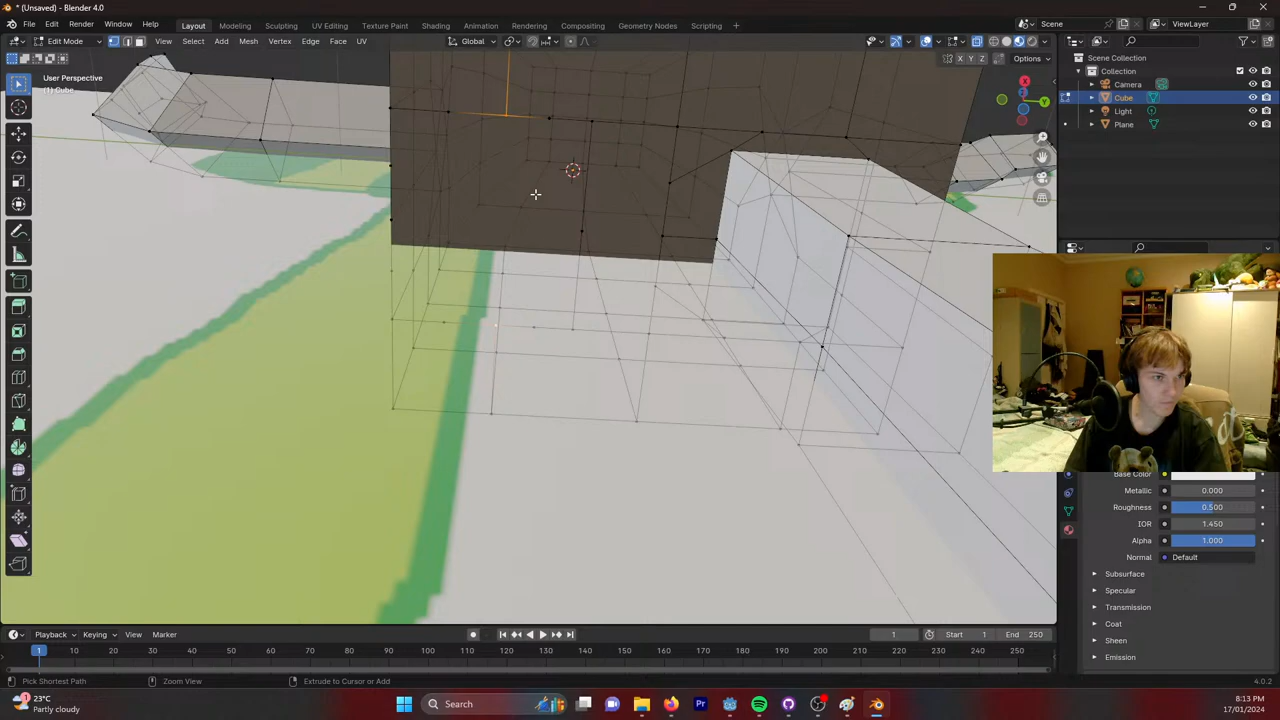 * (Unsaved) - Blender 4.0
File Edit Render Window Help Layout Modeling Sculpting UV Editing Texture Paint Shading Animation Rendering Compositing Geometry Nodes Scripting + Scene ViewLayer
Edit Mode View Select Add Mesh Vertex Edge Face UV Global
X Y Z Options
User Perspective
(1) Cube
Scene Collection
Collection
Camera
Cube
Light
Plane
X
Y
Z
Base Color
Metallic 0.000
Roughness 0.500
IOR 1.450
Alpha 1.000
Normal Default
Subsurface
Specular
Transmission
Coat
Sheen
Emission
Playback Keying View Marker 1 Start 1 End 250
1 10 20 30 40 50 60 70 80 90 100 110 120 130 140 150 160 170 180 190 200 210 220 230 240 250
Pick Shortest Path Zoom View Extrude to Cursor or Add 4.0.2
23°C
Partly cloudy
Search
Pr
8:13 PM
17/01/2024